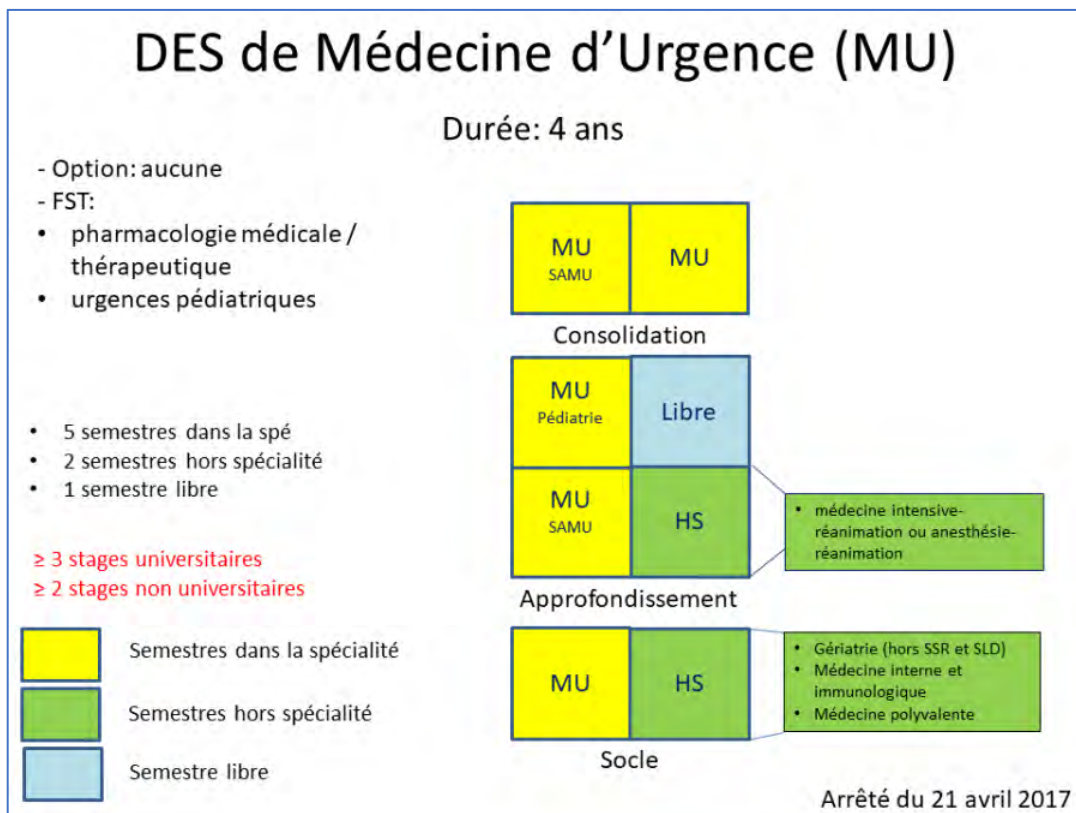 DES de Médecine d'Urgence (MU)
Durée: 4 ans
- Option: aucune
- FST:
• pharmacologie médicale /
thérapeutique
• urgences pédiatriques
• 5 semestres dans la spé
• 2 semestres hors spécialité
• 1 semestre libre
≥ 3 stages universitaires
≥ 2 stages non universitaires
Semestres dans la spécialité
Semestres hors spécialité
Semestre libre
MU
SAMU
MU
Consolidation
MU
Pédiatrie
Libre
MU
SAMU
HS
• médecine intensive-
réanimation ou anesthésie-
réanimation
Approfondissement
MU
HS
• Gériatrie (hors SSR et SLD)
• Médecine interne et
immunologique
• Médecine polyvalente
Socle
Arrêté du 21 avril 2017